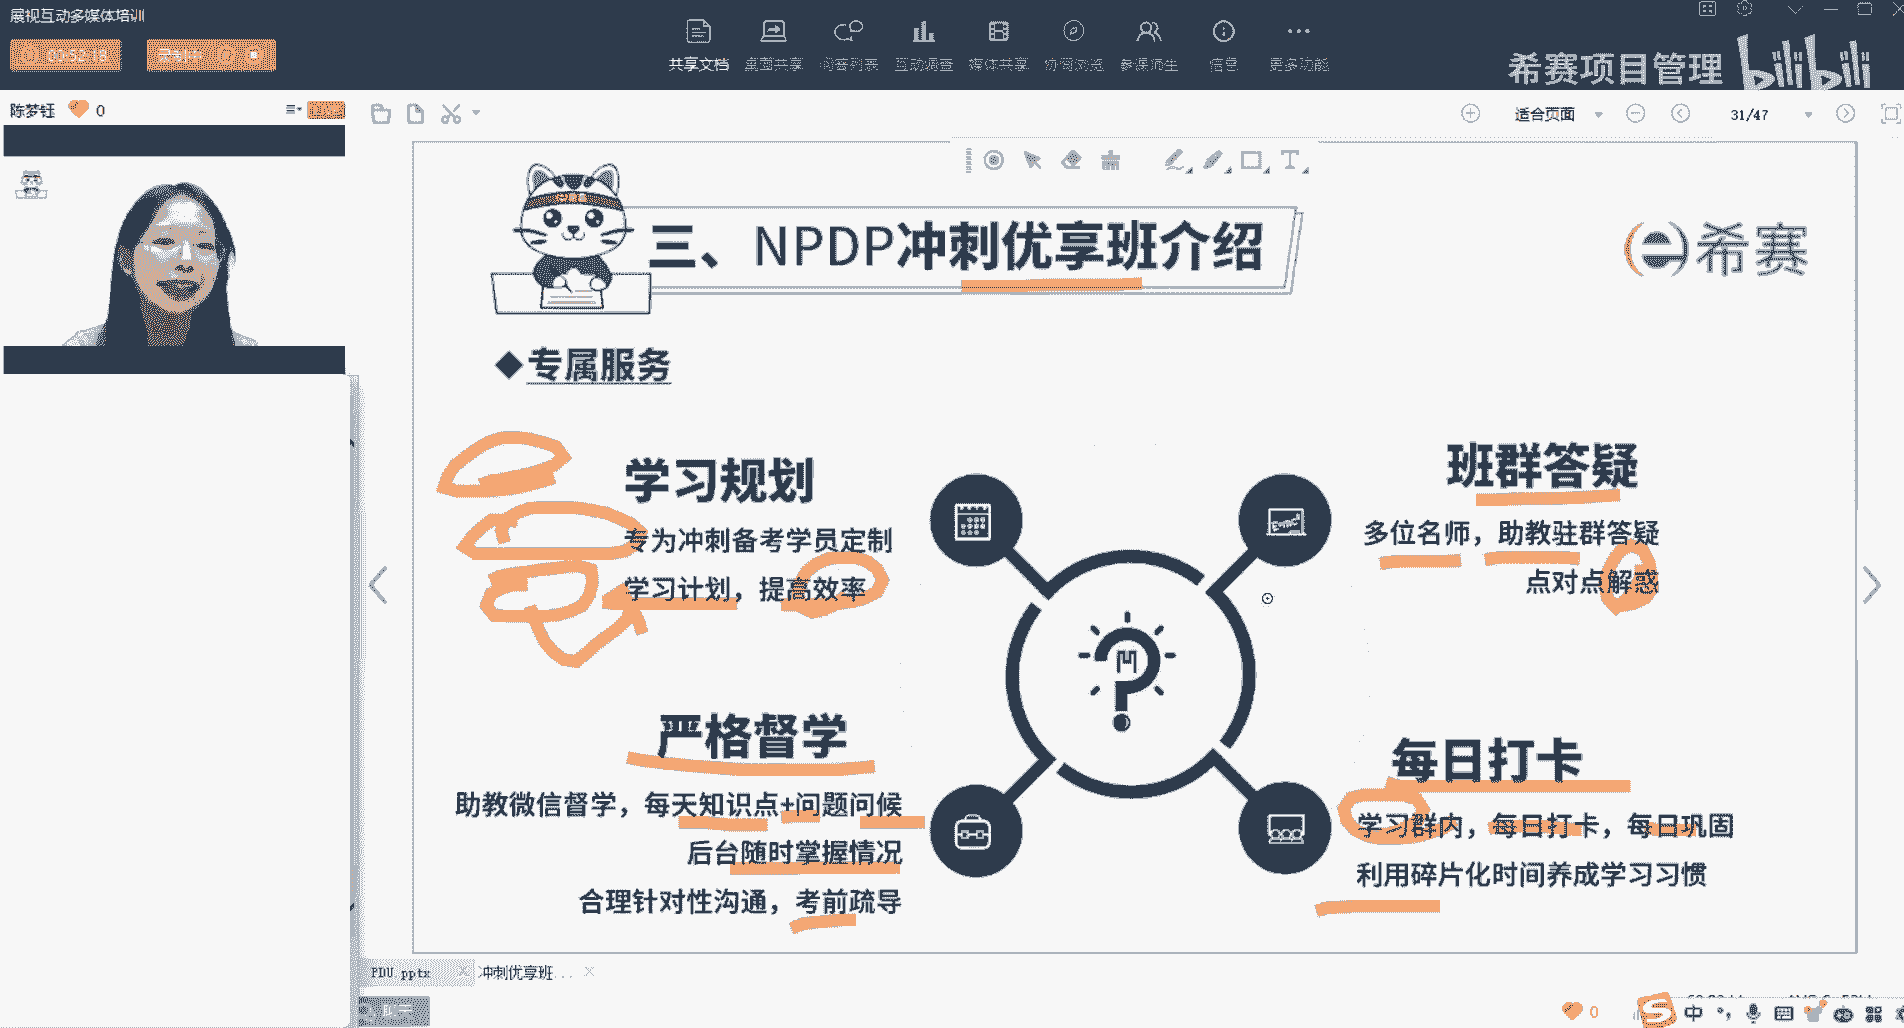 展视互动多媒体培训
共享文档
桌面共享
问答列表
互动调查
媒体共享
协同浏览
参课师生
信息
更多功能
希赛项目管理
bilibili
陈梦钰
0
适合页面
31/47
三、NPDP冲刺优享班介绍
希赛
专属服务
学习规划
专为冲刺备考学员定制
学习计划，提高效率
班群答疑
多位名师，助教驻群答疑
点对点解惑
严格督学
助教微信督学，每天知识点+问题问候
后台随时掌握情况
合理针对性沟通，考前疏导
每日打卡
学习群内，每日打卡，每日巩固
利用碎片化时间养成学习习惯
PDU pptx
冲刺优享班...
0
中